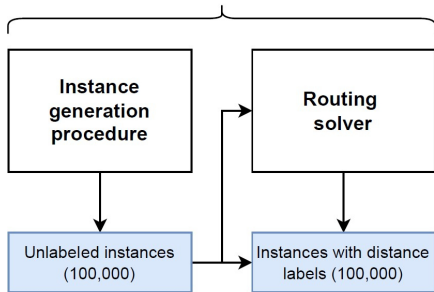 Instance
generation
procedure
Routing
solver
Unlabeled instances
(100,000)
Instances with distance
labels (100,000)